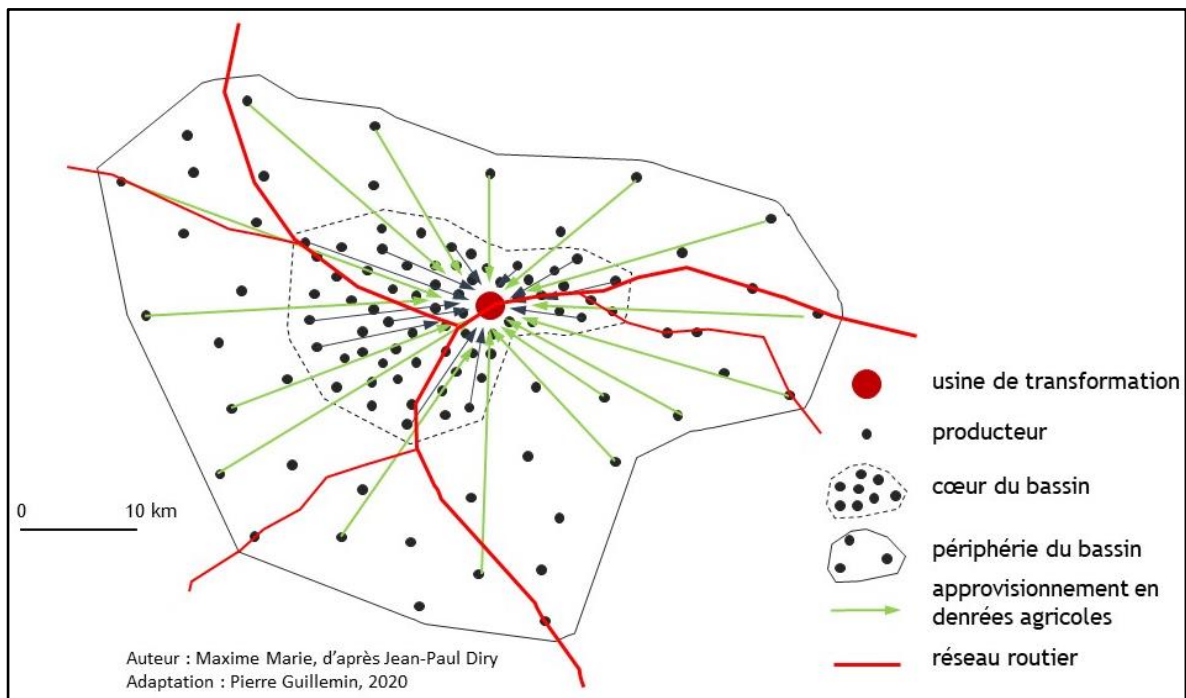 usine de transformation
producteur
cœur du bassin
périphérie du bassin
approvisionnement en
denrées agricoles
réseau routier
0 10 km
Auteur : Maxime Marie, d’après Jean-Paul Diry
Adaptation : Pierre Guillemin, 2020